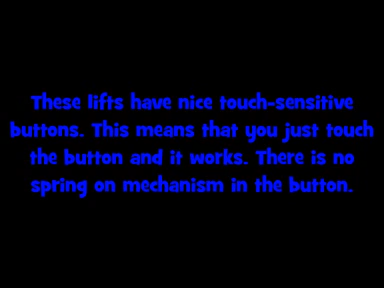 These lifts have nice touch-sensitive
buttons. This means that you just touch
the button and it works. There is no
spring on mechanism in the button.